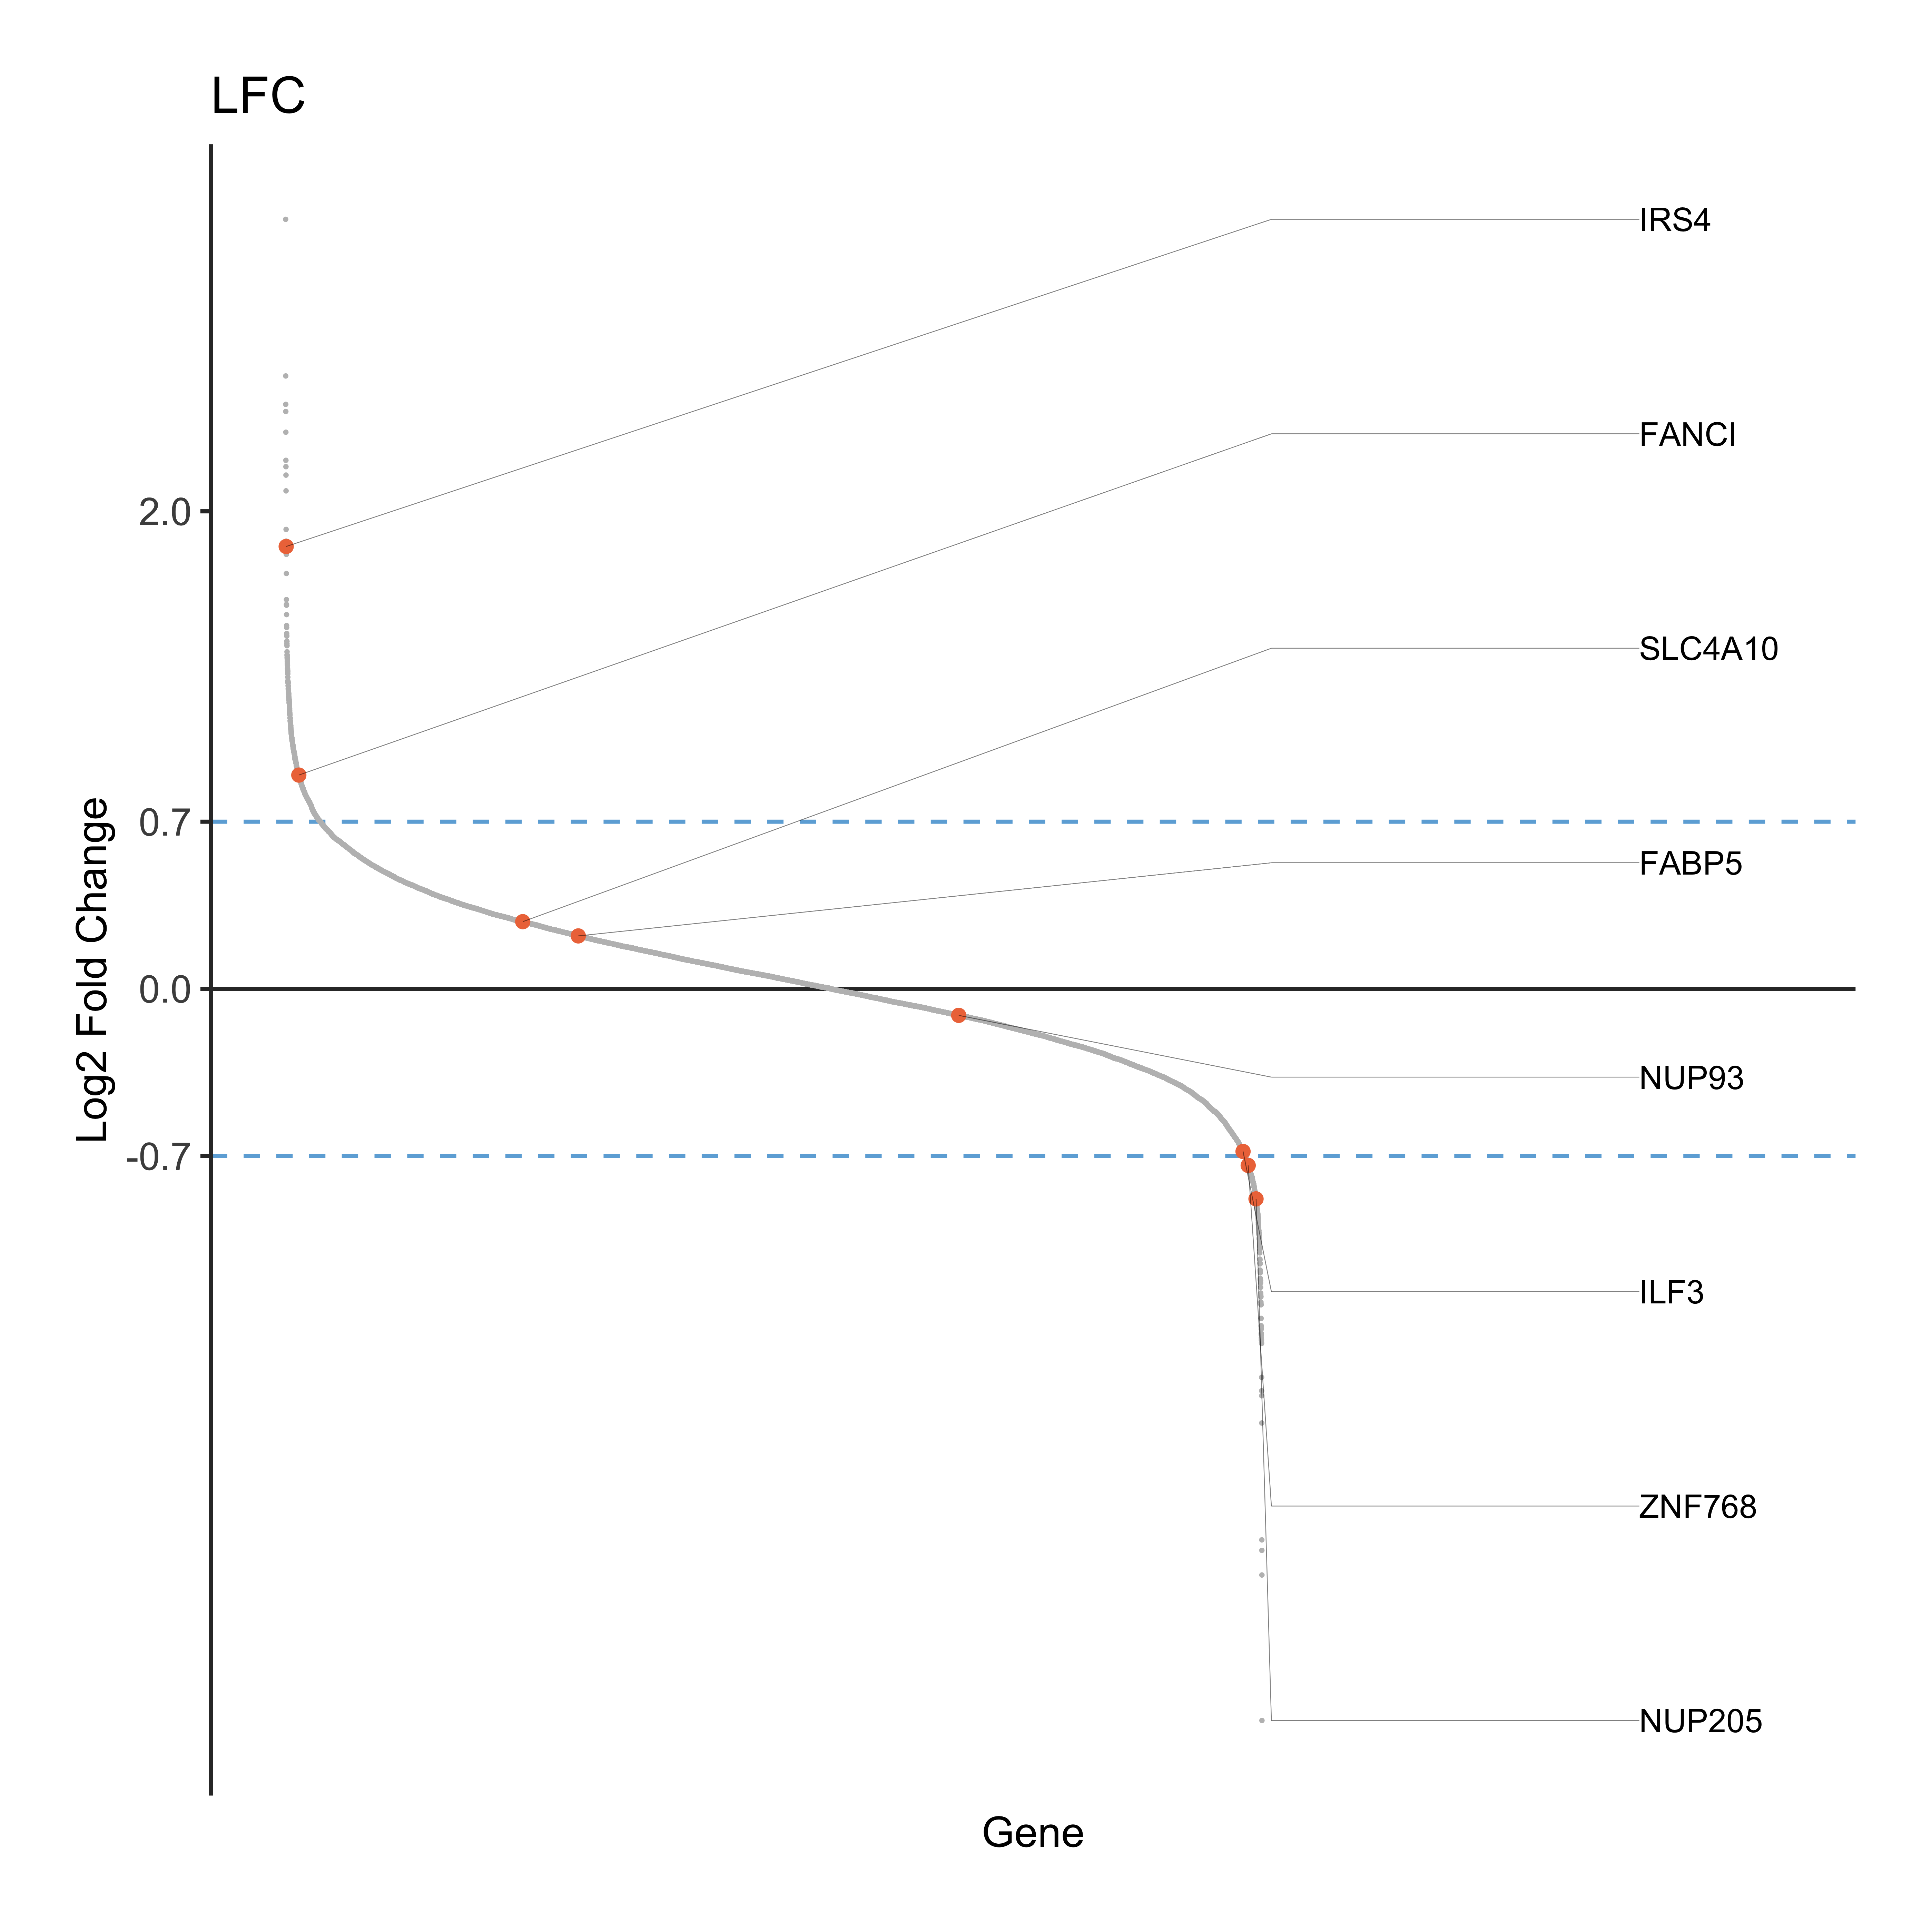 LFC
IRS4
FANCI
2.0
SLC4A10
0.7
FABP5
Log2 Fold Change
0.0
NUP93
-0.7
ILF3
ZNF768
NUP205
Gene